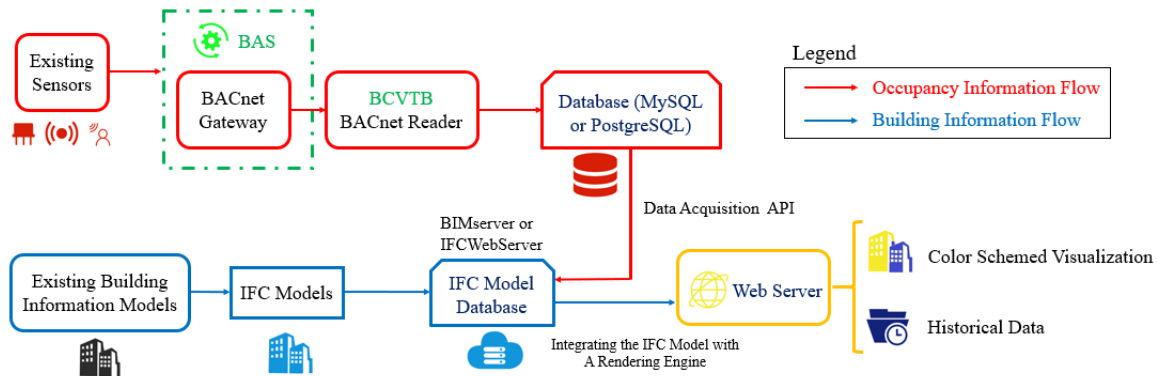 BAS
Existing
Sensors
BACnet
Gateway
BCVTB
BACnet Reader
Database (MySQL
or PostgreSQL)
Legend
Occupancy Information Flow
Building Information Flow
Data Acquisition API
BIMserver or
IFCWebServer
Existing Building
Information Models
IFC Models
IFC Model
Database
Integrating the IFC Model with
A Rendering Engine
Web Server
Color Schemed Visualization
Historical Data